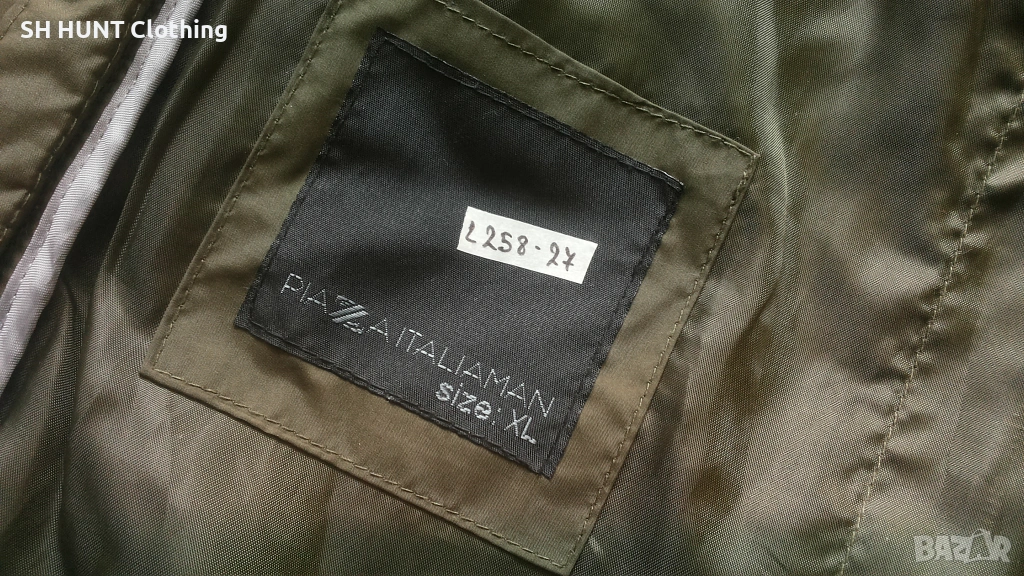 SH HUNT Clothing
L258-27
PIAZZA ITALIAMAN
size: XL
BAZAR